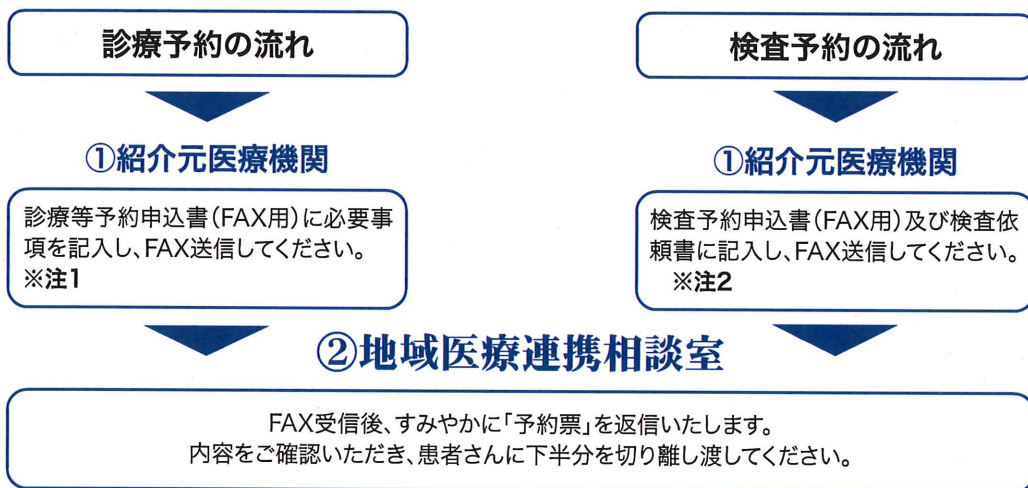 診療予約の流れ
①紹介元医療機関
診療等予約申込書(FAX用)に必要事
項を記入し、FAX送信してください。
※注1
検査予約の流れ
①紹介元医療機関
検査予約申込書(FAX用)及び検査依
頼書に記入し、FAX送信してください。
※注2
②地域医療連携相談室
FAX受信後、すみやかに「予約票」を返信いたします。
内容をご確認いただき、患者さんに下半分を切り離し渡してください。